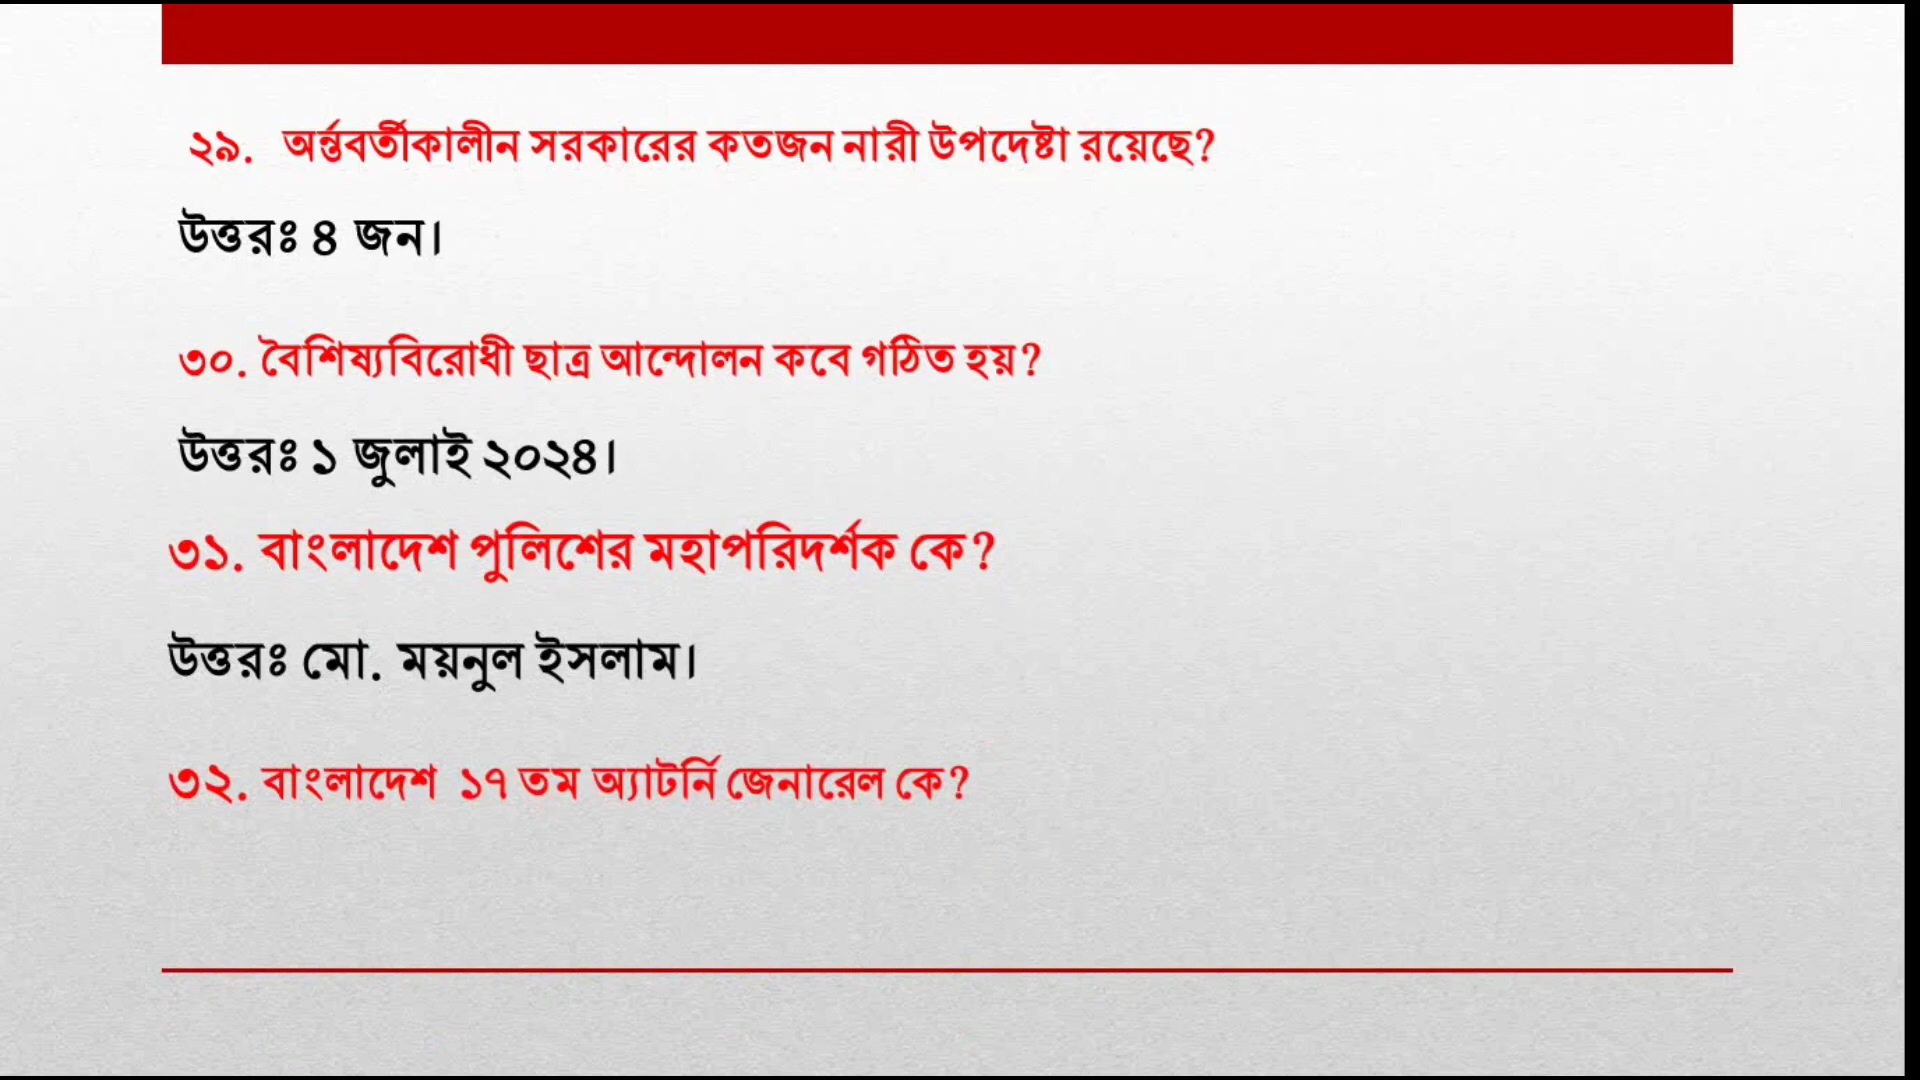 ২৯. অর্ন্তবর্তীকালীন সরকারের কতজন নারী উপদেষ্টা রয়েছে?
উত্তরঃ ৪ জন।
৩০. বৈশিষ্যবিরোধী ছাত্র আন্দোলন কবে গঠিত হয়?
উত্তরঃ ১ জুলাই ২০২৪।
৩১. বাংলাদেশ পুলিশের মহাপরিদর্শক কে?
উত্তরঃ মো. ময়নুল ইসলাম।
৩২. বাংলাদেশ ১৭ তম অ্যাটর্নি জেনারেল কে?